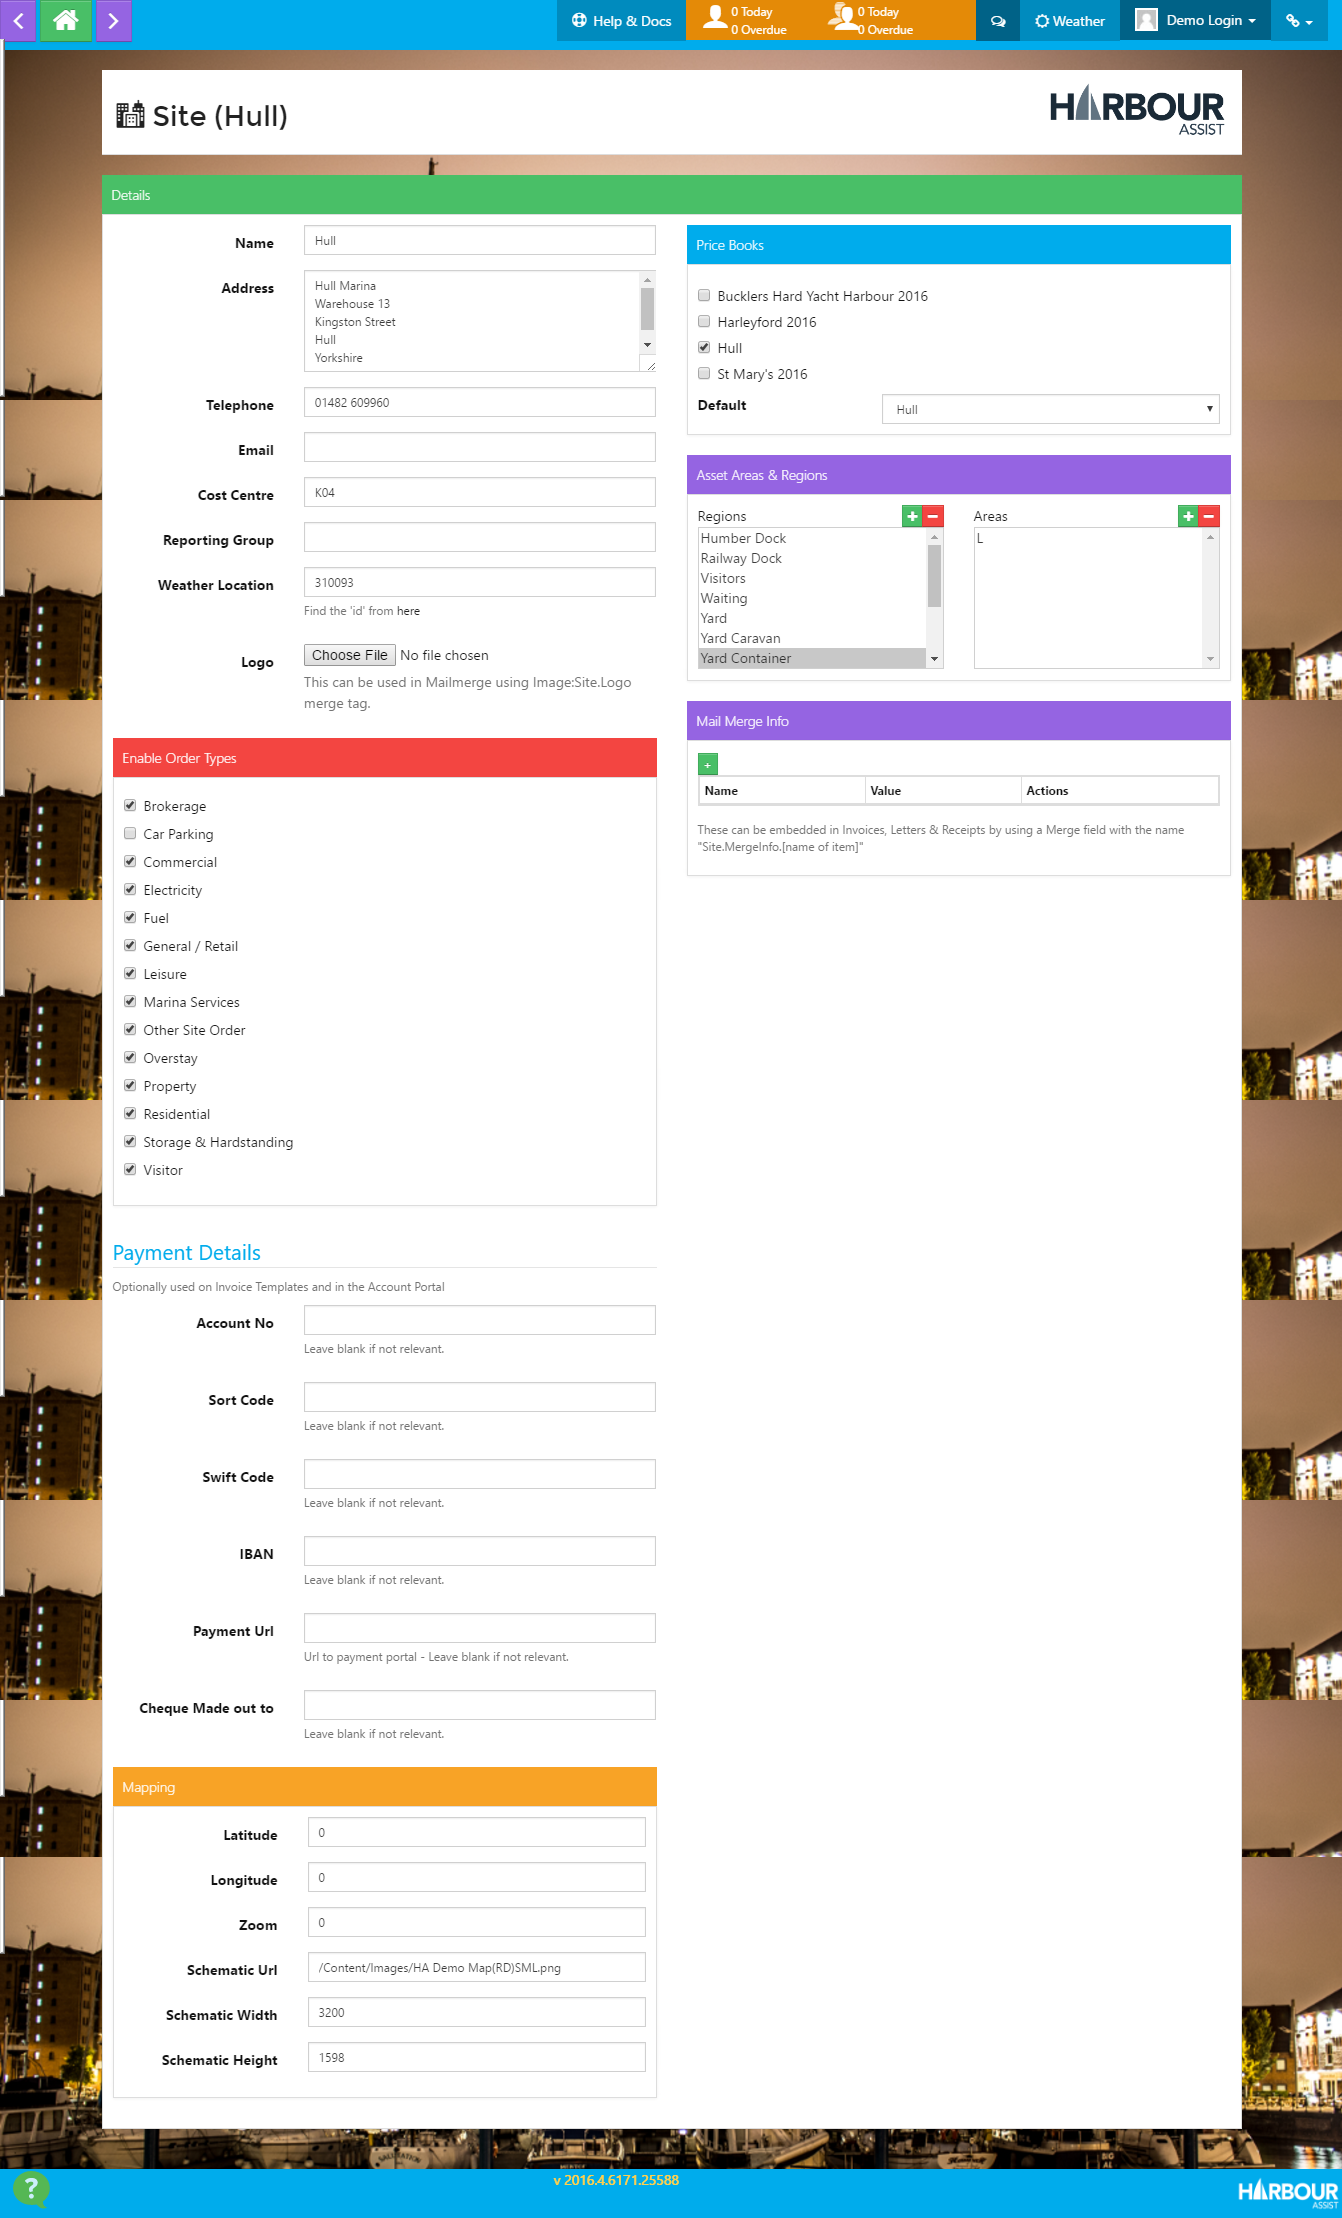 Help & Docs
0 Today
0 Overdue
0 Today
0 Overdue
Weather
Demo Login
Site (Hull)
HARBOUR
ASSIST
Details
Name
Hull
Address
Hull Marina
Warehouse 13
Kingston Street
Hull
Yorkshire
Telephone
01482 609960
Email
Cost Centre
K04
Reporting Group
Weather Location
310093
Find the 'id' from here
Logo
Choose File No file chosen
This can be used in Mailmerge using Image:Site.Logo
merge tag.
Enable Order Types
Brokerage
Car Parking
Commercial
Electricity
Fuel
General / Retail
Leisure
Marina Services
Other Site Order
Overstay
Property
Residential
Storage & Hardstanding
Visitor
Payment Details
Optionally used on Invoice Templates and in the Account Portal
Account No
Leave blank if not relevant.
Sort Code
Leave blank if not relevant.
Swift Code
Leave blank if not relevant.
IBAN
Leave blank if not relevant.
Payment Url
Url to payment portal - Leave blank if not relevant.
Cheque Made out to
Leave blank if not relevant.
Mapping
Latitude
0
Longitude
0
Zoom
0
Schematic Url
/Content/Images/HA Demo Map(RD)SML.png
Schematic Width
3200
Schematic Height
1598
Price Books
Bucklers Hard Yacht Harbour 2016
Harleyford 2016
Hull
St Mary's 2016
Default
Hull
Asset Areas & Regions
Regions
Humber Dock
Railway Dock
Visitors
Waiting
Yard
Yard Caravan
Yard Container
Areas
L
Mail Merge Info
+
Name Value Actions
These can be embedded in Invoices, Letters & Receipts by using a Merge field with the name
"Site.MergeInfo.[name of item]"
?
v 2016.4.6171.25588
HARBOUR
ASSIST